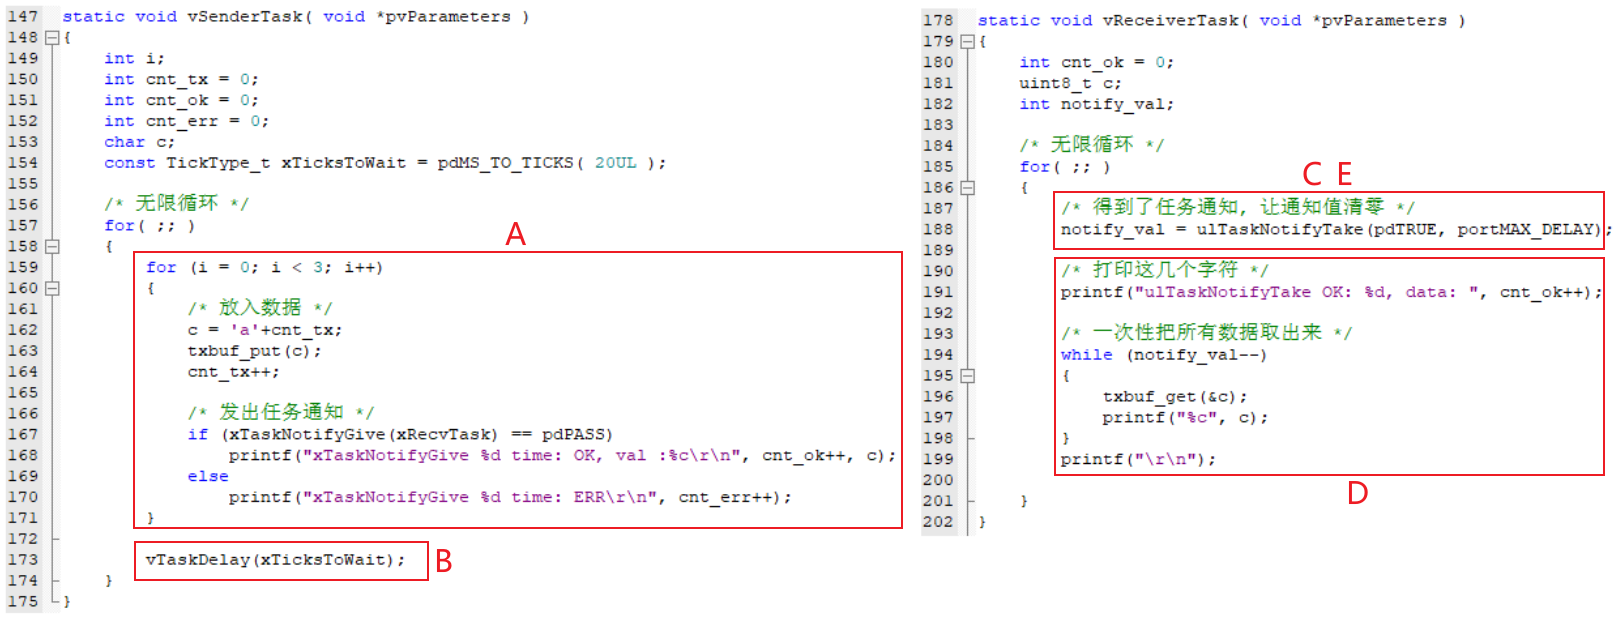 147 static void vSenderTask( void *pvParameters )
148 {
149 int i;
150 int cnt_tx = 0;
151 int cnt_ok = 0;
152 int cnt_err = 0;
153 char c;
154 const TickType_t xTicksToWait = pdMS_TO_TICKS( 20UL );
155
156 /* 无限循环 */
157 for( ;; )
158 {
A
159 for (i = 0; i < 3; i++)
160 {
161 /* 放入数据 */
162 c = 'a'+cnt_tx;
163 txbuf_put(c);
164 cnt_tx++;
165
166 /* 发出任务通知 */
167 if (xTaskNotifyGive(xRecvTask) == pdPASS)
168 printf("xTaskNotifyGive %d time: OK, val :%c\r\n", cnt_ok++, c);
169 else
170 printf("xTaskNotifyGive %d time: ERR\r\n", cnt_err++);
171 }
172
173 vTaskDelay(xTicksToWait);
B
174 }
175 }
178 static void vReceiverTask( void *pvParameters )
179 {
180 int cnt_ok = 0;
181 uint8_t c;
182 int notify_val;
183
184 /* 无限循环 */
185 for( ;; )
C E
186 {
187 /* 得到了任务通知, 让通知值清零 */
188 notify_val = ulTaskNotifyTake(pdTRUE, portMAX_DELAY);
189
190 /* 打印这几个字符 */
191 printf("ulTaskNotifyTake OK: %d, data: ", cnt_ok++);
192
193 /* 一次性把所有数据取出来 */
194 while (notify_val--)
195 {
196 txbuf_get(&c);
197 printf("%c", c);
198 }
199 printf("\r\n");
200
D
201 }
202 }